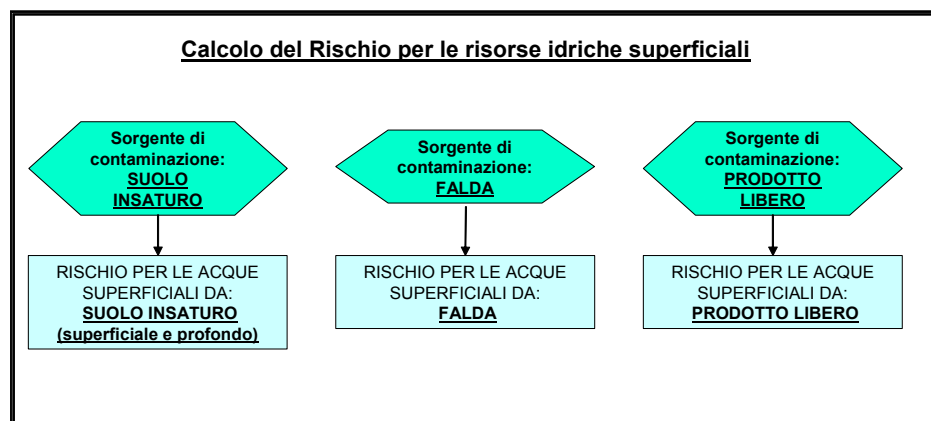 Calcolo del Rischio per le risorse idriche superficiali
Sorgente di
contaminazione:
SUOLO
INSATURO
Sorgente di
contaminazione:
FALDA
Sorgente di
contaminazione:
PRODOTTO
LIBERO
RISCHIO PER LE ACQUE
SUPERFICIALI DA:
SUOLO INSATURO
(superficiale e profondo)
RISCHIO PER LE ACQUE
SUPERFICIALI DA:
FALDA
RISCHIO PER LE ACQUE
SUPERFICIALI DA:
PRODOTTO LIBERO